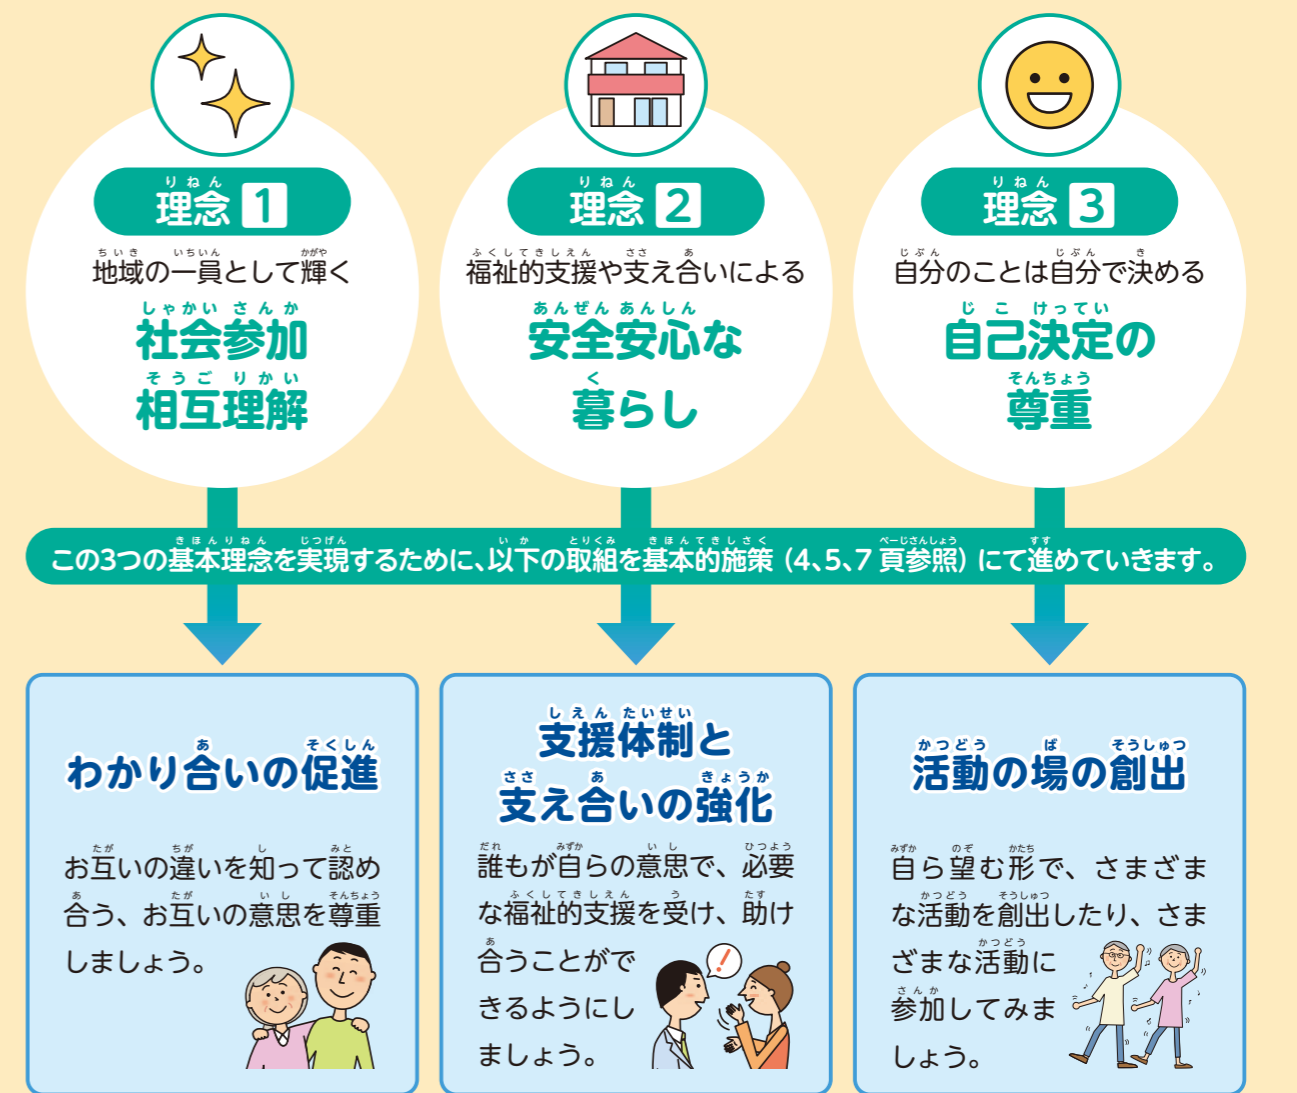 理念 1
地域の一員として輝く
社会参加
相互理解
理念 2
福祉的支援や支え合いによる
安全安心な
暮らし
理念 3
自分のことは自分で決める
自己決定の
尊重
この3つの基本理念を実現するために、以下の取組を基本的施策（4、5、7 頁参照）にて進めていきます。
わかり合いの促進
お互いの違いを知って認め
合う、お互いの意思を尊重
しましょう。
支援体制と
支え合いの強化
誰もが自らの意思で、必要
な福祉的支援を受け、助け
合うことがで
きるようにし
ましょう。
!
活動の場の創出
自ら望む形で、さまざま
な活動を創出したり、さま
ざまな活動に
参加してみま
しょう。